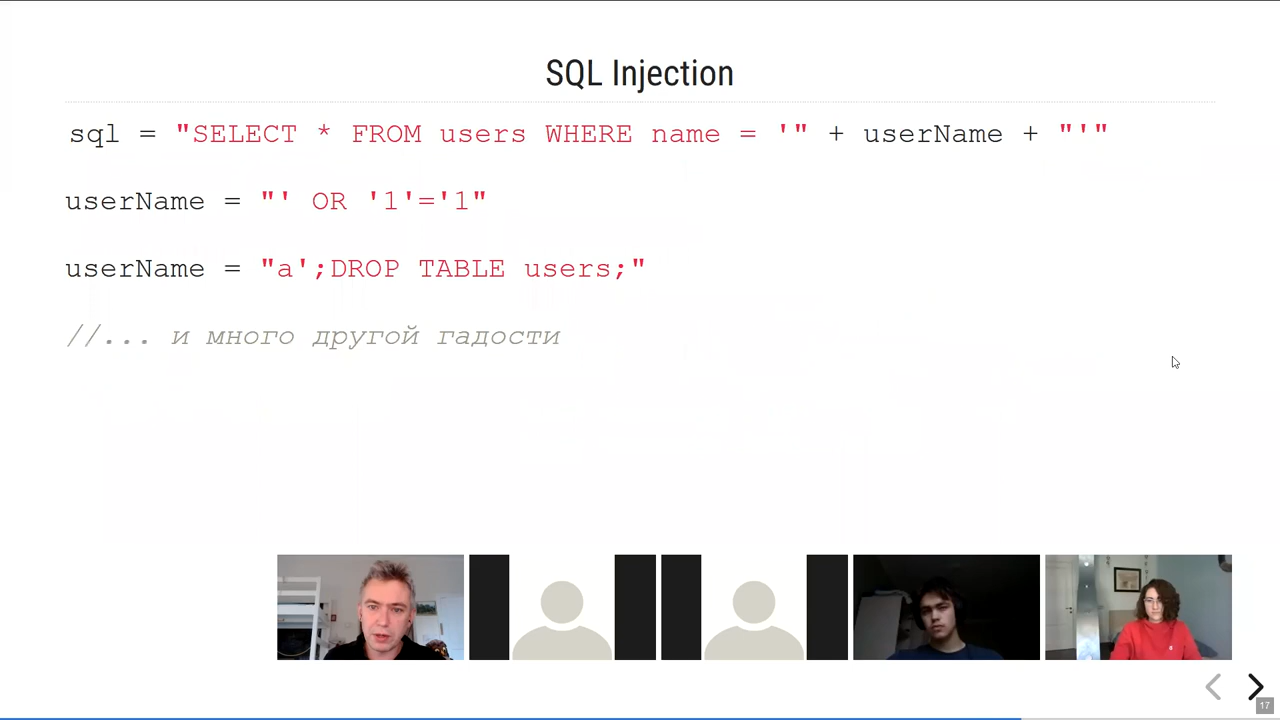 SQL Injection
sql = "SELECT * FROM users WHERE name = '" + userName + "'"
userName = "' OR '1'='1"
userName = "a';DROP TABLE users;"
//... и много другой гадости
17